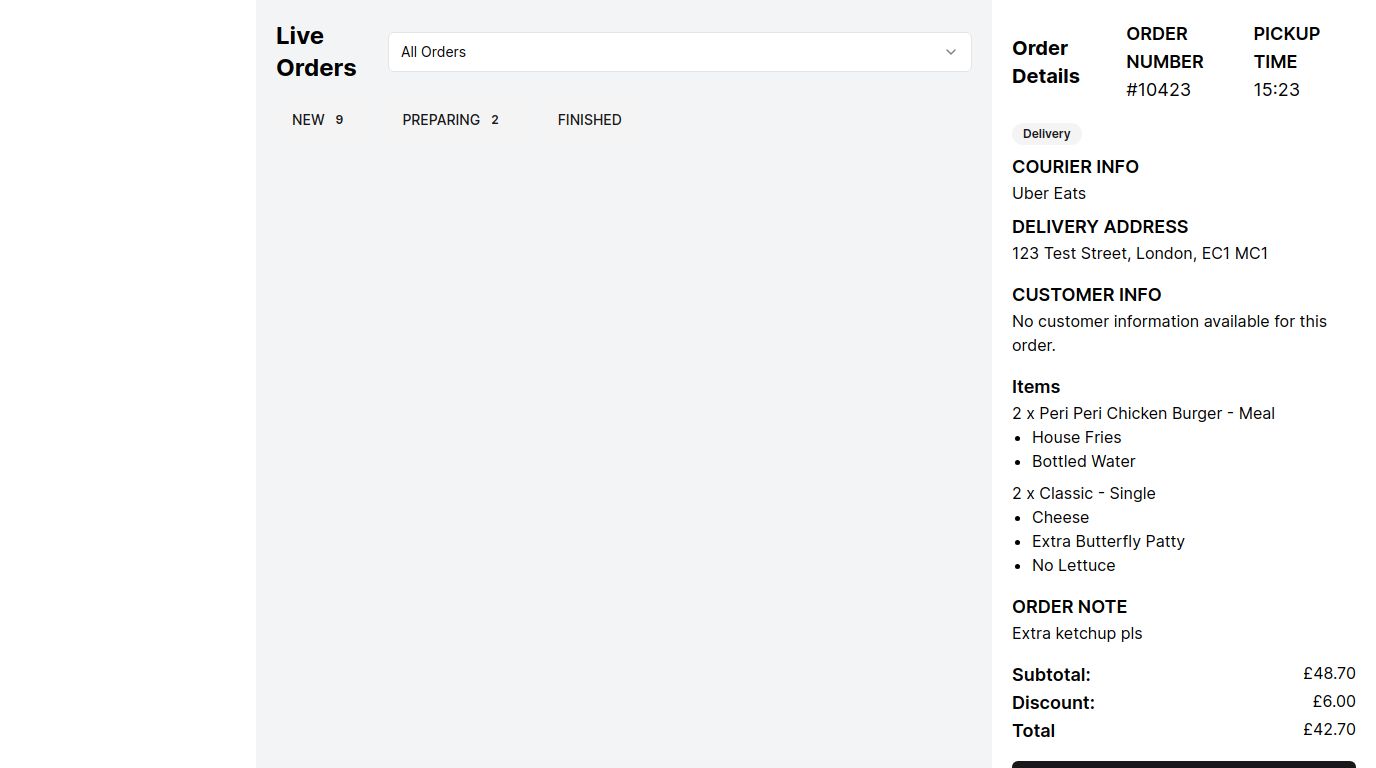 Live
Orders
All Orders
NEW 9 PREPARING 2 FINISHED
Order
Details
ORDER
NUMBER
#10423
PICKUP
TIME
15:23
Delivery
COURIER INFO
Uber Eats
DELIVERY ADDRESS
123 Test Street, London, EC1 MC1
CUSTOMER INFO
No customer information available for this
order.
Items
2 x Peri Peri Chicken Burger - Meal
• House Fries
• Bottled Water
2 x Classic - Single
• Cheese
• Extra Butterfly Patty
• No Lettuce
ORDER NOTE
Extra ketchup pls
Subtotal: £48.70
Discount: £6.00
Total £42.70